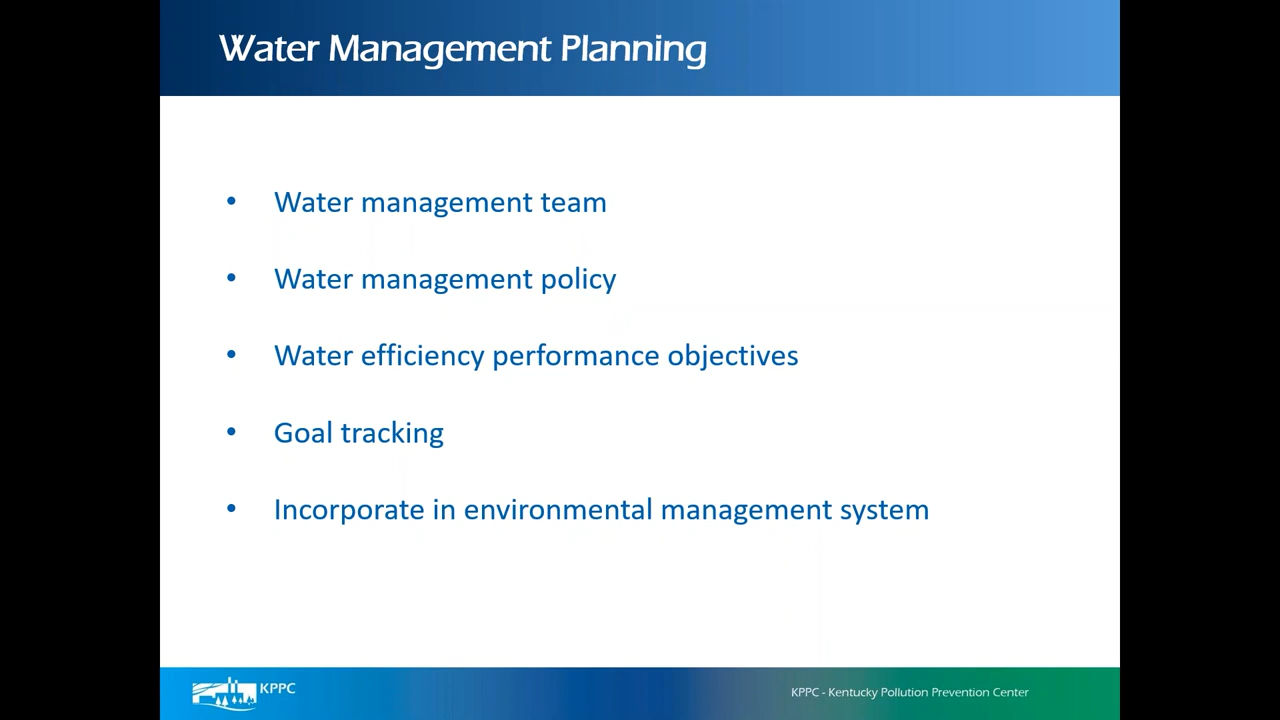 Water Management Planning
• Water management team
• Water management policy
• Water efficiency performance objectives
• Goal tracking
• Incorporate in environmental management system
KPPC
KPPC - Kentucky Pollution Prevention Center